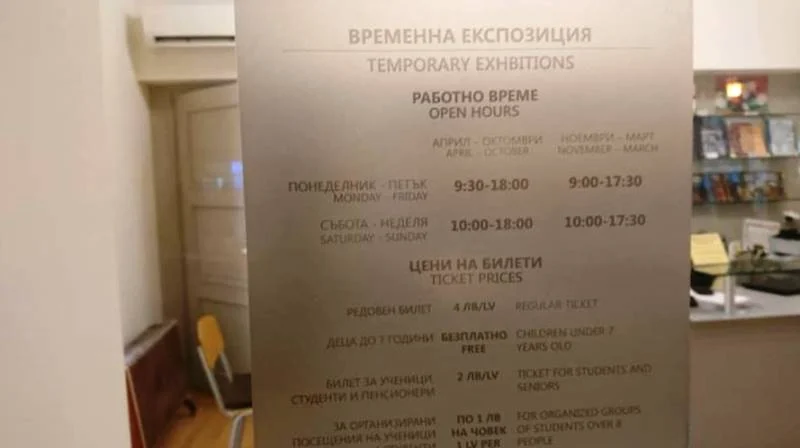 ВРЕМЕННА ЕКСПОЗИЦИЯ
TEMPORARY EXHBITIONS
РАБОТНО ВРЕМЕ
OPEN HOURS
АПРИЛ - ОКТОМВРИ НОЕМВРИ - МАРТ
APRIL - OCTOBER NOVEMBER - MARCH
ПОНЕДЕЛНИК - ПЕТЪК 9:30-18:00 9:00-17:30
MONDAY - FRIDAY
СЪБОТА - НЕДЕЛЯ 10:00-18:00 10:00-17:30
SATURDAY - SUNDAY
ЦЕНИ НА БИЛЕТИ
TICKET PRICES
РЕДОВЕН БИЛЕТ 4 ЛВ/LV REGULAR TICKET
ДЕЦА ДО 7 ГОДИНИ БЕЗПЛАТНО CHILDREN UNDER 7
FREE YEARS OLD
БИЛЕТ ЗА УЧЕНИЦИ, 2 ЛВ/LV TICKET FOR STUDENTS AND
СТУДЕНТИ И ПЕНСИОНЕРИ SENIORS
ЗА ОРГАНИЗИРАНИ ПО 1 ЛВ FOR ORGANIZED GROUPS
ПОСЕЩЕНИЯ НА УЧЕНИЦИ НА ЧОВЕК OF STUDENTS OVER 8
1 LV PER PEOPLE